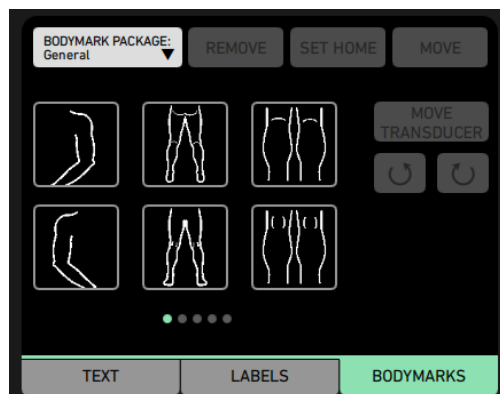 BODYMARK PACKAGE:
General
REMOVE
SET HOME
MOVE
MOVE
TRANSDUCER
TEXT
LABELS
BODYMARKS